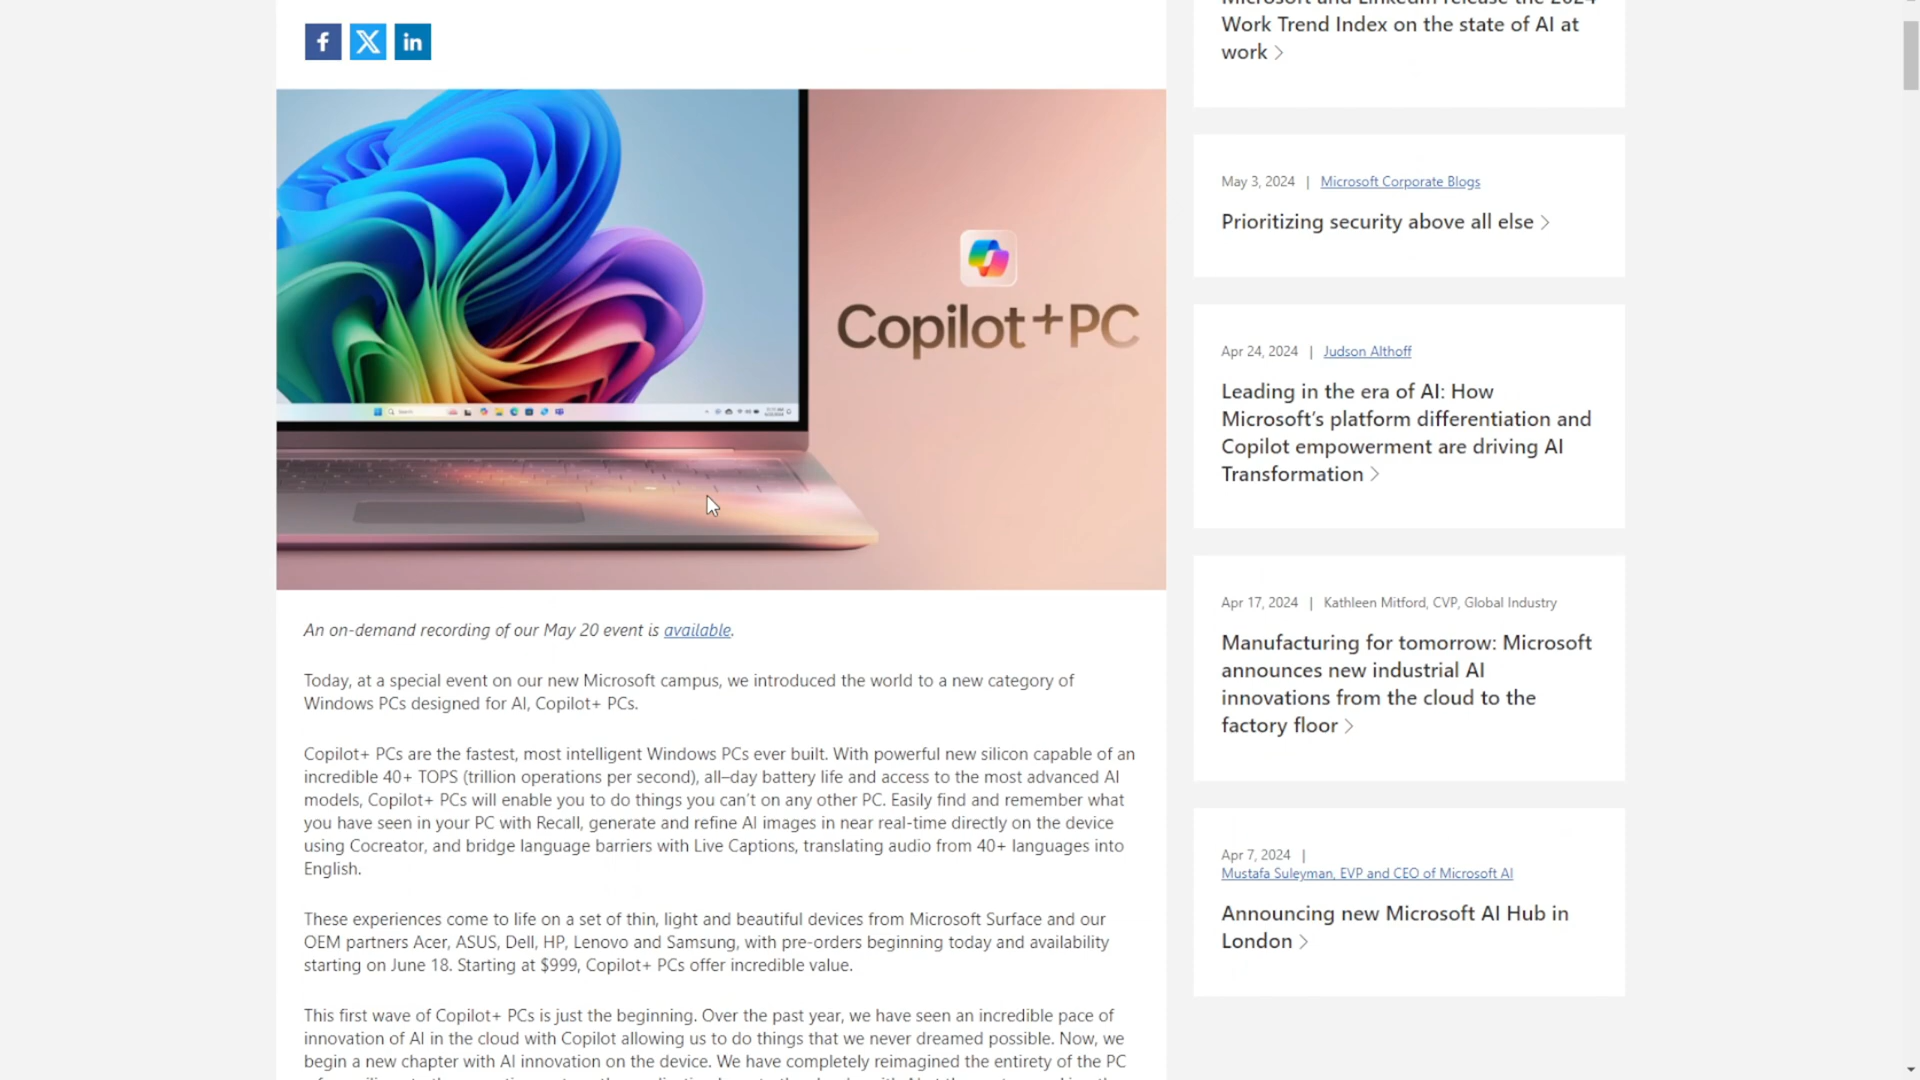 An on-demand recording of our May 20 event is available.
Today, at a special event on our new Microsoft campus, we introduced the world to a new category of
Windows PCs designed for AI, Copilot+ PCs.
Copilot+ PCs are the fastest, most intelligent Windows PCs ever built. With powerful new silicon capable of an
incredible 40+ TOPS (trillion operations per second), all–day battery life and access to the most advanced AI
models, Copilot+ PCs will enable you to do things you can't on any other PC. Easily find and remember what
you have seen in your PC with Recall, generate and refine AI images in near real-time directly on the device
using Cocreator, and bridge language barriers with Live Captions, translating audio from 40+ languages into
English.
These experiences come to life on a set of thin, light and beautiful devices from Microsoft Surface and our
OEM partners Acer, ASUS, Dell, HP, Lenovo and Samsung, with pre-orders beginning today and availability
starting on June 18. Starting at $999, Copilot+ PCs offer incredible value.
This first wave of Copilot+ PCs is just the beginning. Over the past year, we have seen an incredible pace of
innovation of AI in the cloud with Copilot allowing us to do things that we never dreamed possible. Now, we
begin a new chapter with AI innovation on the device. We have completely reimagined the entirety of the PC
Copilot+PC
Search
Microsoft and LinkedIn release the 2024
Work Trend Index on the state of AI at
work >
May 3, 2024 | Microsoft Corporate Blogs
Prioritizing security above all else >
Apr 24, 2024 | Judson Althoff
Leading in the era of AI: How
Microsoft's platform differentiation and
Copilot empowerment are driving AI
Transformation >
Apr 17, 2024 | Kathleen Mitford, CVP, Global Industry
Manufacturing for tomorrow: Microsoft
announces new industrial AI
innovations from the cloud to the
factory floor >
Apr 7, 2024 |
Mustafa Suleyman, EVP and CEO of Microsoft AI
Announcing new Microsoft AI Hub in
London >